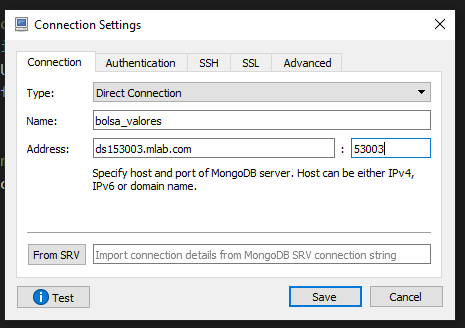 Connection Settings
Connection Authentication SSH SSL Advanced
Type: Direct Connection
Name: bolsa_valores
Address: ds153003.mlab.com : 53003
Specify host and port of MongoDB server. Host can be either IPv4,
IPv6 or domain name.
From SRV Import connection details from MongoDB SRV connection string
Test Save Cancel